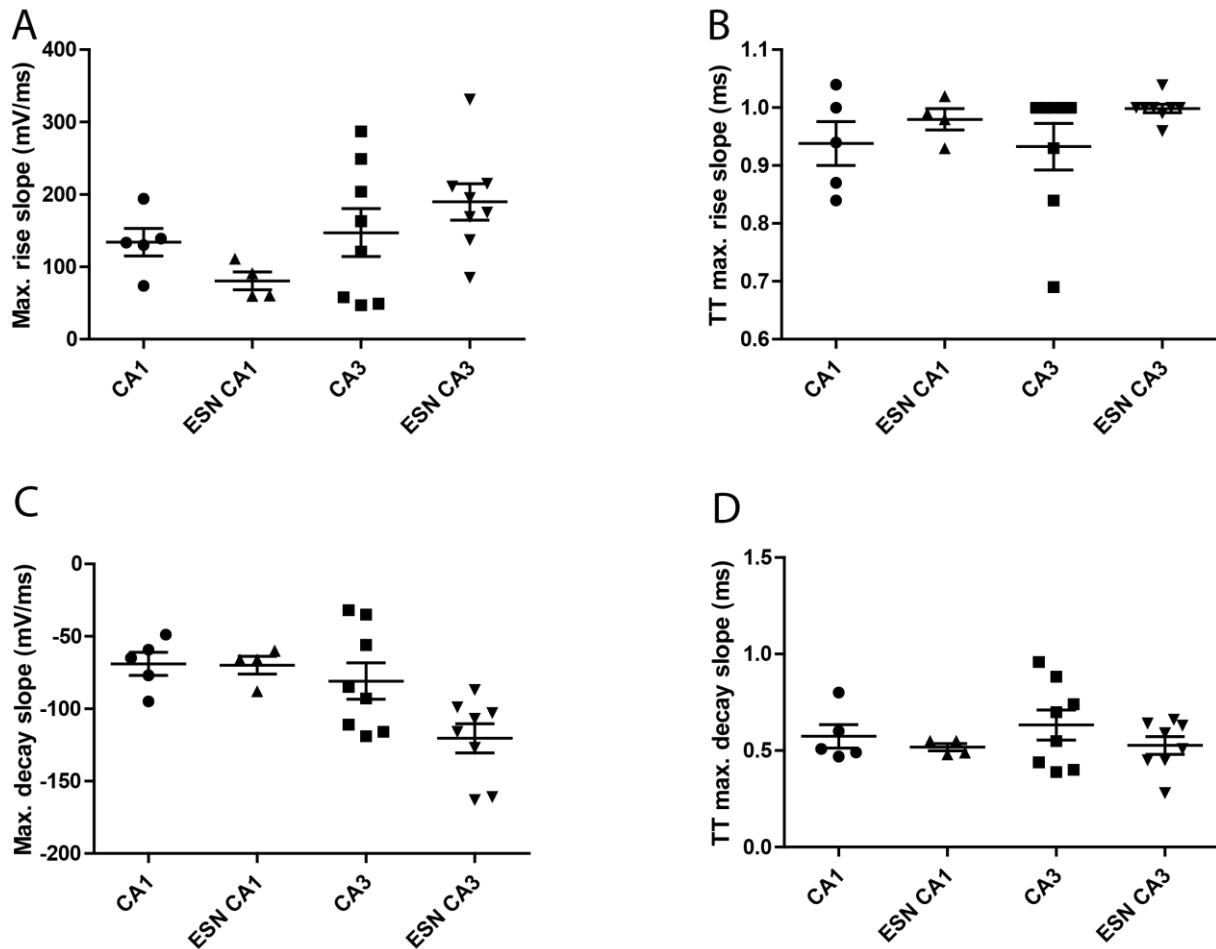 A
Max. rise slope (mV/ms)
400
300
200
100
0
CA1
ESN CA1
CA3
ESN CA3
B
TT max. rise slope (ms)
1.1
1.0
0.9
0.8
0.7
0.6
CA1
ESN CA1
CA3
ESN CA3
C
Max. decay slope (mV/ms)
0
-50
-100
-150
-200
CA1
ESN CA1
CA3
ESN CA3
D
TT max. decay slope (ms)
1.5
1.0
0.5
0.0
CA1
ESN CA1
CA3
ESN CA3